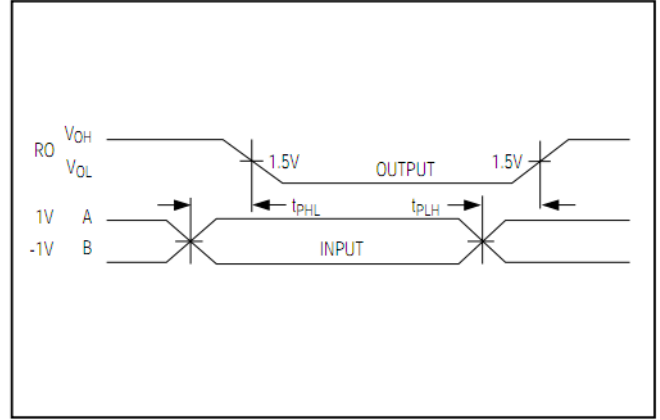 RO VOH
VOL
1.5V OUTPUT 1.5V
tPHL tPLH
1V A
-1V B INPUT